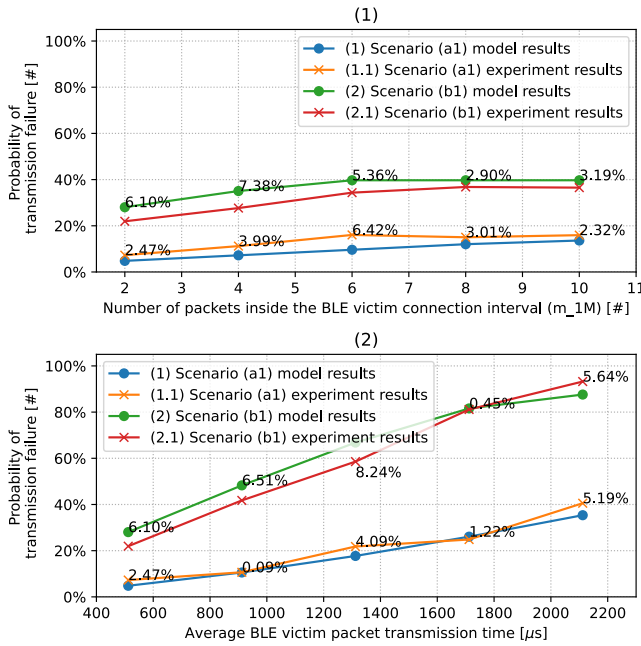 (1)
100%
80%
60%
40%
20%
0%
Probability of
transmission failure [#]
(1) Scenario (a1) model results
(1.1) Scenario (a1) experiment results
(2) Scenario (b1) model results
(2.1) Scenario (b1) experiment results
6.10% 7.38% 5.36% 2.90% 3.19%
2.47% 3.99% 6.42% 3.01% 2.32%
2 3 4 5 6 7 8 9 10 11
Number of packets inside the BLE victim connection interval (m_1M) [#]
(2)
100%
80%
60%
40%
20%
0%
Probability of
transmission failure [#]
(1) Scenario (a1) model results
(1.1) Scenario (a1) experiment results
(2) Scenario (b1) model results
(2.1) Scenario (b1) experiment results
6.10% 6.51% 8.24% 0.45% 5.64%
2.47% 0.09% 4.09% 1.22% 5.19%
400 600 800 1000 1200 1400 1600 1800 2000 2200
Average BLE victim packet transmission time [μs]